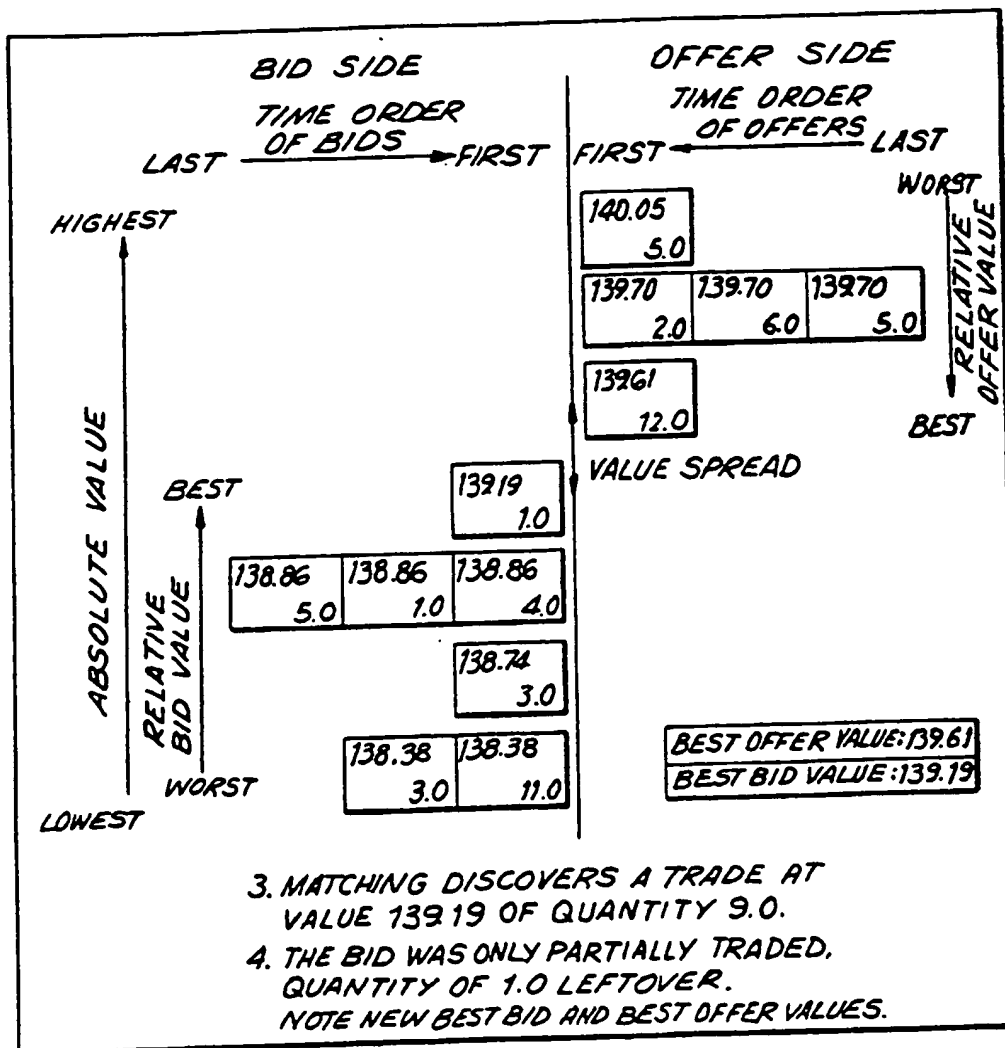 BID SIDE
OFFER SIDE
TIME ORDER
OF BIDS
TIME ORDER
OF OFFERS
LAST
FIRST
FIRST
LAST
HIGHEST
WORST
140.05
5.0
139.70 139.70 13970
2.0 6.0 5.0
RELATIVE
OFFER VALUE
13961
12.0
BEST
VALUE SPREAD
ABSOLUTE VALUE
BEST
13919
1.0
138.86 138.86 138.86
5.0 1.0 4.0
RELATIVE
BID VALUE
138.74
3.0
138.38 138.38
3.0 11.0
WORST
LOWEST
BEST OFFER VALUE:139.61
BEST BID VALUE:139.19
3. MATCHING DISCOVERS A TRADE AT
VALUE 139.19 OF QUANTITY 9.0.
4. THE BID WAS ONLY PARTIALLY TRADED,
QUANTITY OF 1.0 LEFTOVER.
NOTE NEW BEST BID AND BEST OFFER VALUES.